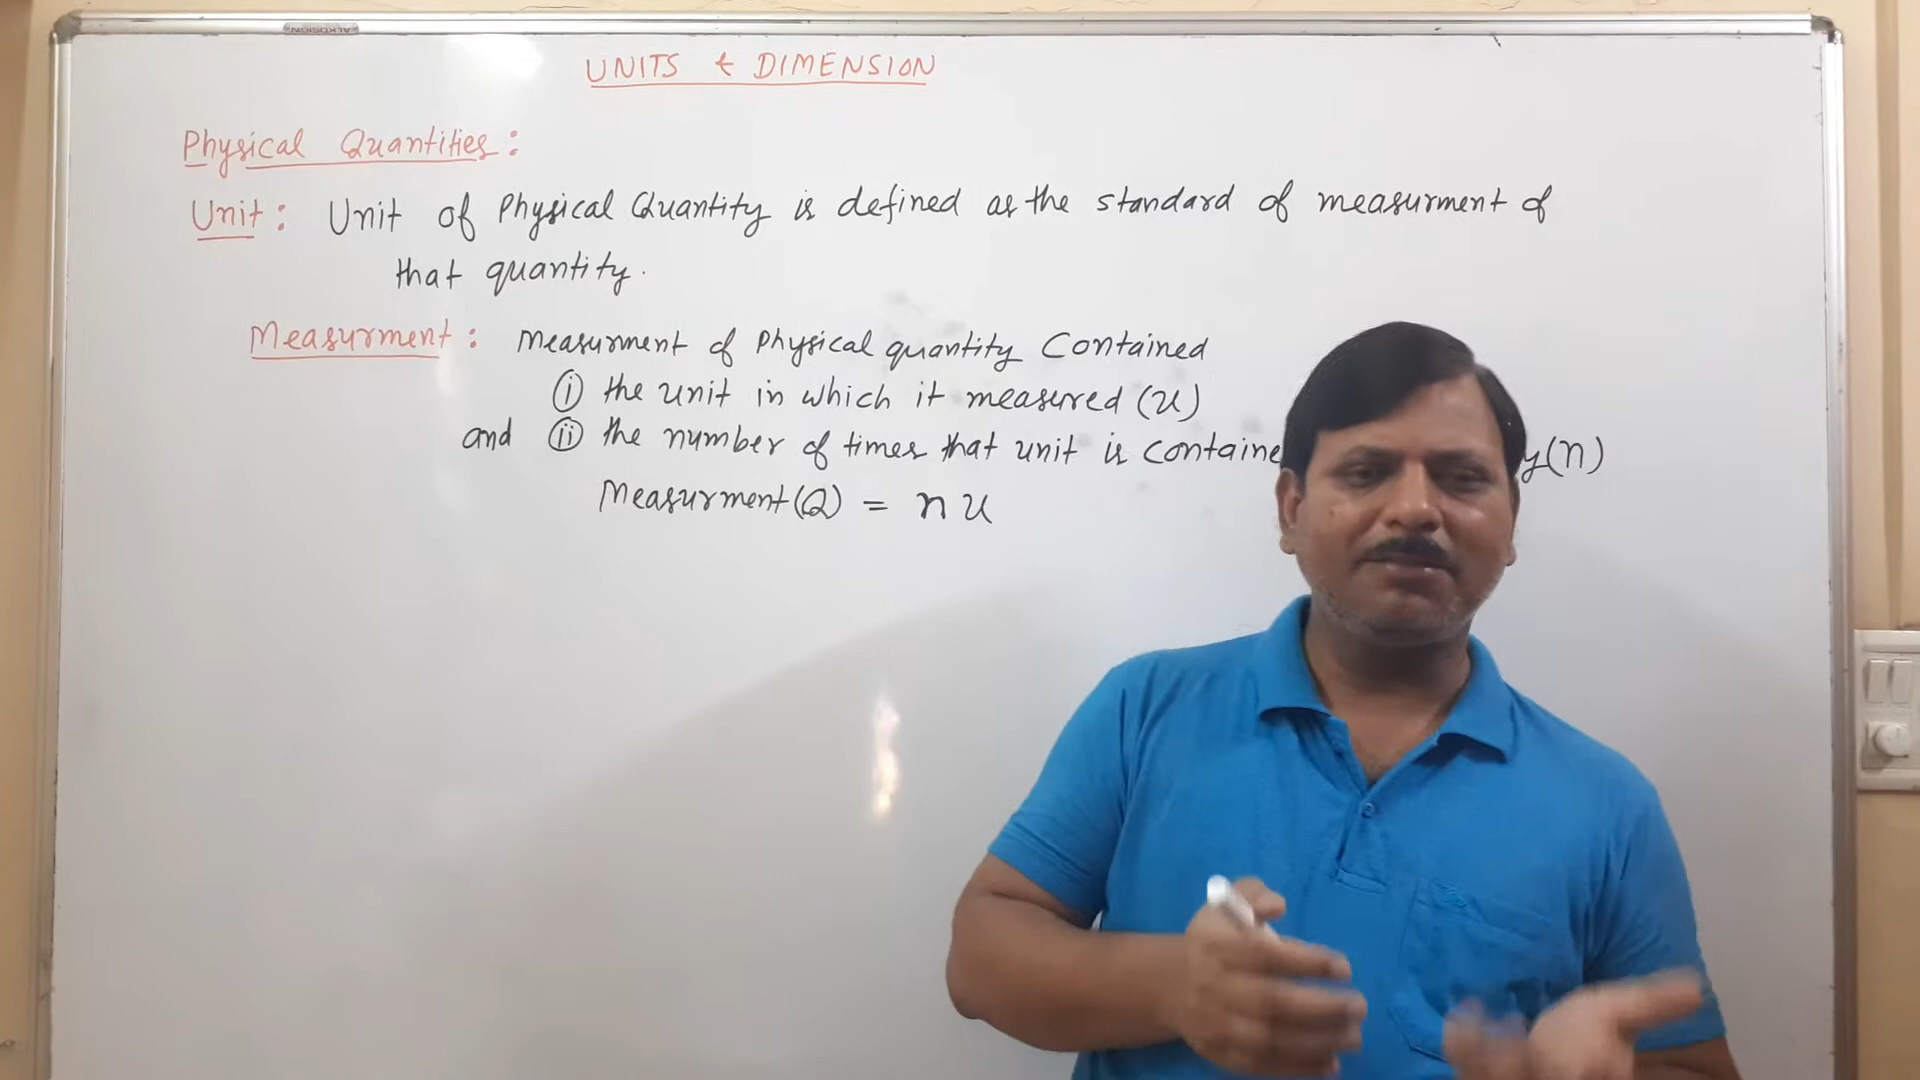 UNITS & DIMENSION
Physical Quantities :
Unit : Unit of Physical Quantity is defined as the standard of measurment of
that quantity.
Measurment : Measurment of Physical quantity Contained
(i) the unit in which it measured (u)
and (ii) the number of times that unit is (n)
Measurment (Q) = n u